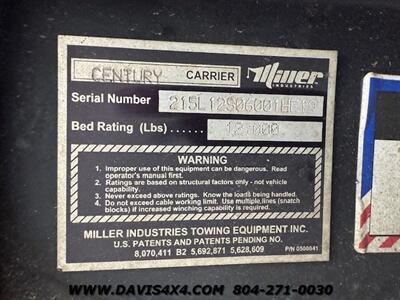 CENTURY CARRIER Miller
INDUSTRIES
Serial Number
Bed Rating (Lbs) ...... 12,000
WARNING
1. Improper use of this equipment can be dangerous. Read
operator's manual first.
2. Ratings are based on structural factors only - not vehicle.
3. Never exceed above ratings. Know the loads being handled.
4. Do not exceed cable working limit. Use multiple lines (snatch
blocks) if increased winching capability is required.
MILLER INDUSTRIES TOWING EQUIPMENT INC.
U.S. PATENTS AND PATENTS PENDING NO.
8,070,411 B2 5,692,871 5,628,609
P/N 0500041
WWW.DAVIS4X4.COM 804-271-0030